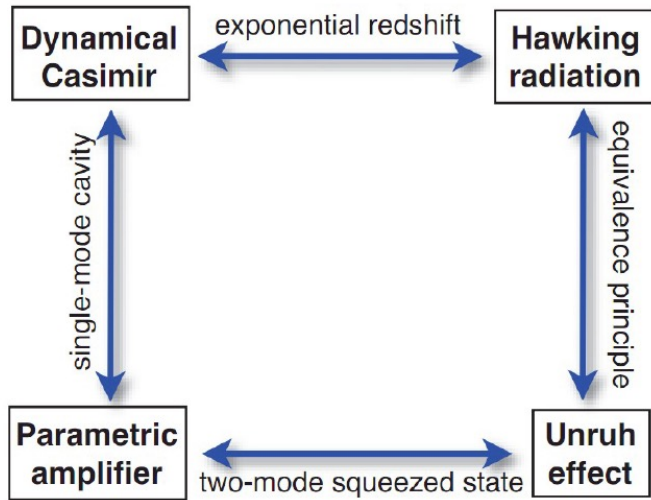 Dynamical
Casimir
exponential redshift
Hawking
radiation
single-mode cavity
equivalence principle
Parametric
amplifier
two-mode squeezed state
Unruh
effect